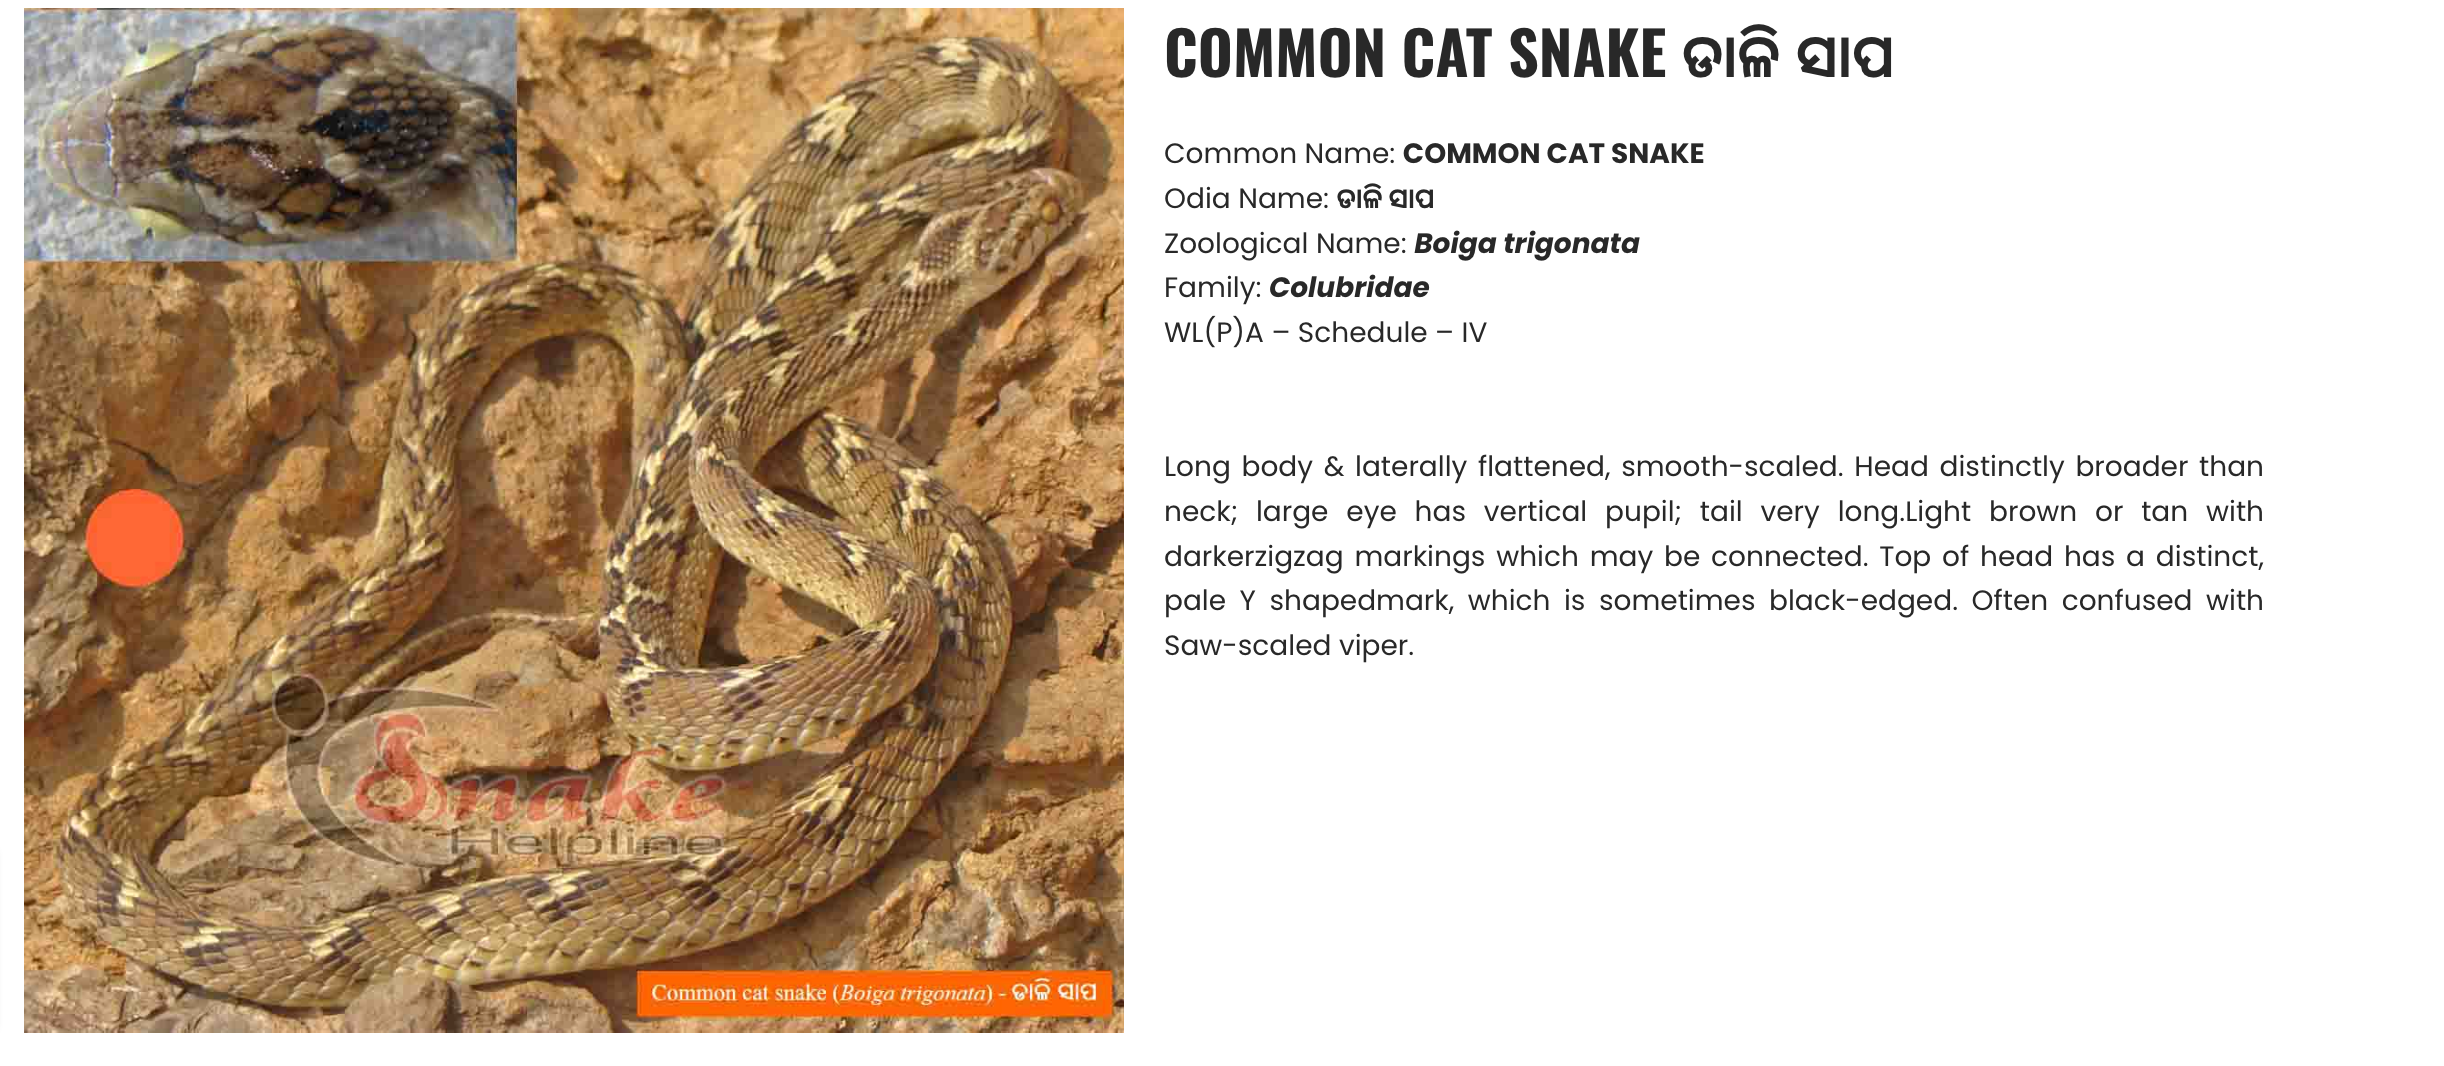 COMMON CAT SNAKE ଡାଳି ସାପ
Common Name: COMMON CAT SNAKE
Odia Name: ଡାଳି ସାପ
Zoological Name: Boiga trigonata
Family: Colubridae
WL(P)A – Schedule – IV
Long body & laterally flattened, smooth-scaled. Head distinctly broader than
neck; large eye has vertical pupil; tail very long.Light brown or tan with
darkerzigzag markings which may be connected. Top of head has a distinct,
pale Y shapedmark, which is sometimes black-edged. Often confused with
Saw-scaled viper.
Snake
Helpline
Common cat snake (Boiga trigonata) - ଡାଳି ସାପ